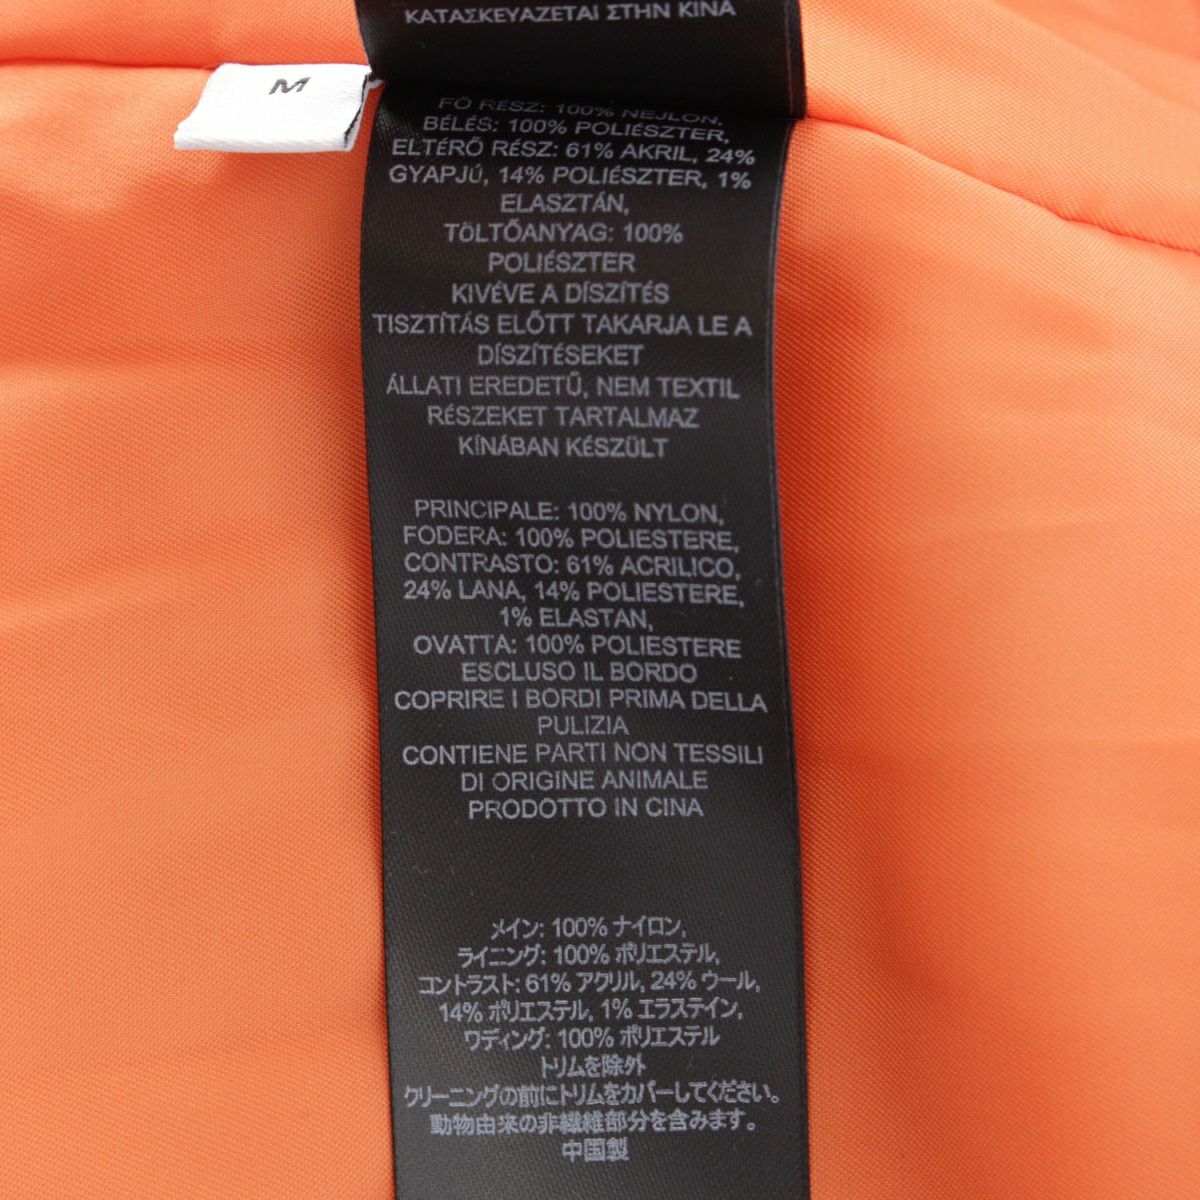 ΚΑΤΑΣΚΕΥΑΖΕΤΑΙ ΣΤΗΝ ΚΙΝΑ
M
FŐ RÉSZ: 100% NEJLON,
BÉLÉS: 100% POLIÉSZTER,
ELTÉRŐ RÉSZ: 61% AKRIL, 24%
GYAPJÚ, 14% POLIÉSZTER, 1%
ELASZTÁN,
TÖLTŐANYAG: 100%
POLIÉSZTER
KIVÉVE A DÍSZÍTÉS
TISZTÍTÁS ELŐTT TAKARJA LE A
DÍSZÍTÉSEKET
ÁLLATI EREDETŰ, NEM TEXTIL
RÉSZEKET TARTALMAZ
KÍNÁBAN KÉSZÜLT
PRINCIPALE: 100% NYLON,
FODERA: 100% POLIESTERE,
CONTRASTO: 61% ACRILICO,
24% LANA, 14% POLIESTERE,
1% ELASTAN,
OVATTA: 100% POLIESTERE
ESCLUSO IL BORDO
COPRIRE I BORDI PRIMA DELLA
PULIZIA
CONTIENE PARTI NON TESSILI
DI ORIGINE ANIMALE
PRODOTTO IN CINA
メイン: 100% ナイロン,
ライニング: 100% ポリエステル,
コントラスト: 61% アクリル, 24% ウール,
14% ポリエステル, 1% エラステイン,
ワディング: 100% ポリエステル
トリムを除外
クリーニングの前にトリムをカバーしてください。
動物由来の非繊維部分を含みます。
中国製